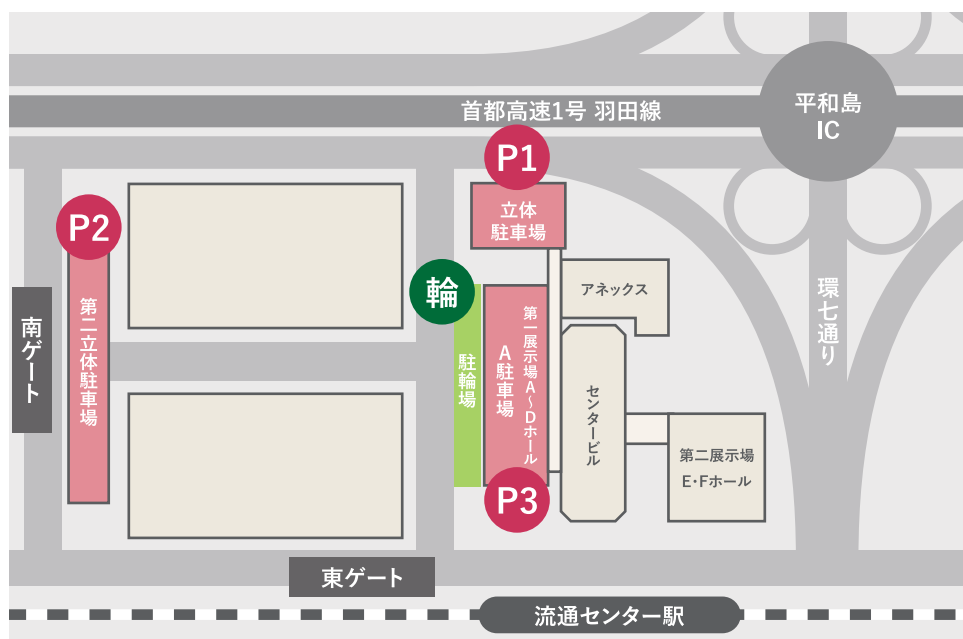 首都高速1号 羽田線
平和島
IC
P1
立体
駐車場
P2
第二立体駐車場
南ゲート
輪
駐輪場
第一展示場A～Dホール
A駐車場
P3
アネックス
センタービル
第二展示場
E・Fホール
環七通り
東ゲート
流通センター駅